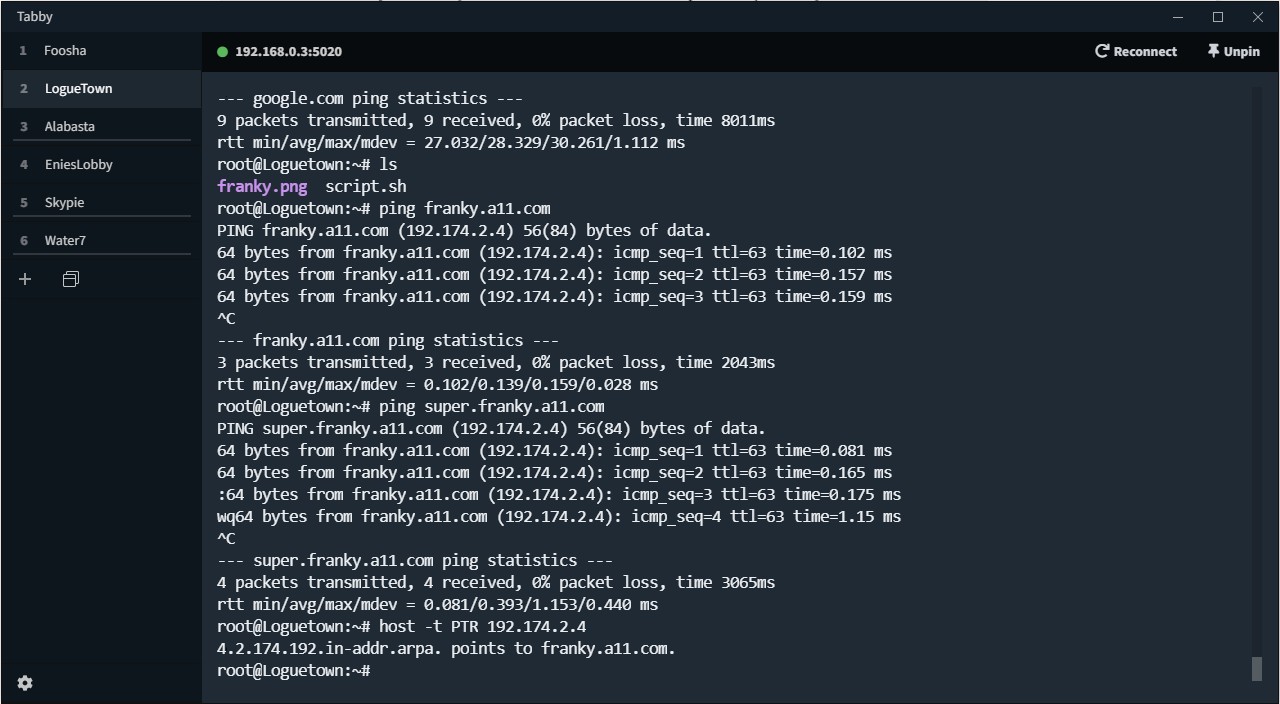 Tabby
1 Foosha
2 LogueTown
3 Alabasta
4 EniesLobby
5 Skypie
6 Water7
192.168.0.3:5020
Reconnect
Unpin
--- google.com ping statistics ---
9 packets transmitted, 9 received, 0% packet loss, time 8011ms
rtt min/avg/max/mdev = 27.032/28.329/30.261/1.112 ms
root@Loguetown:~# ls
franky.png  script.sh
root@Loguetown:~# ping franky.a11.com
PING franky.a11.com (192.174.2.4) 56(84) bytes of data.
64 bytes from franky.a11.com (192.174.2.4): icmp_seq=1 ttl=63 time=0.102 ms
64 bytes from franky.a11.com (192.174.2.4): icmp_seq=2 ttl=63 time=0.157 ms
64 bytes from franky.a11.com (192.174.2.4): icmp_seq=3 ttl=63 time=0.159 ms
^C
--- franky.a11.com ping statistics ---
3 packets transmitted, 3 received, 0% packet loss, time 2043ms
rtt min/avg/max/mdev = 0.102/0.139/0.159/0.028 ms
root@Loguetown:~# ping super.franky.a11.com
PING super.franky.a11.com (192.174.2.4) 56(84) bytes of data.
64 bytes from franky.a11.com (192.174.2.4): icmp_seq=1 ttl=63 time=0.081 ms
64 bytes from franky.a11.com (192.174.2.4): icmp_seq=2 ttl=63 time=0.165 ms
:64 bytes from franky.a11.com (192.174.2.4): icmp_seq=3 ttl=63 time=0.175 ms
wq64 bytes from franky.a11.com (192.174.2.4): icmp_seq=4 ttl=63 time=1.15 ms
^C
--- super.franky.a11.com ping statistics ---
4 packets transmitted, 4 received, 0% packet loss, time 3065ms
rtt min/avg/max/mdev = 0.081/0.393/1.153/0.440 ms
root@Loguetown:~# host -t PTR 192.174.2.4
4.2.174.192.in-addr.arpa. points to franky.a11.com.
root@Loguetown:~#